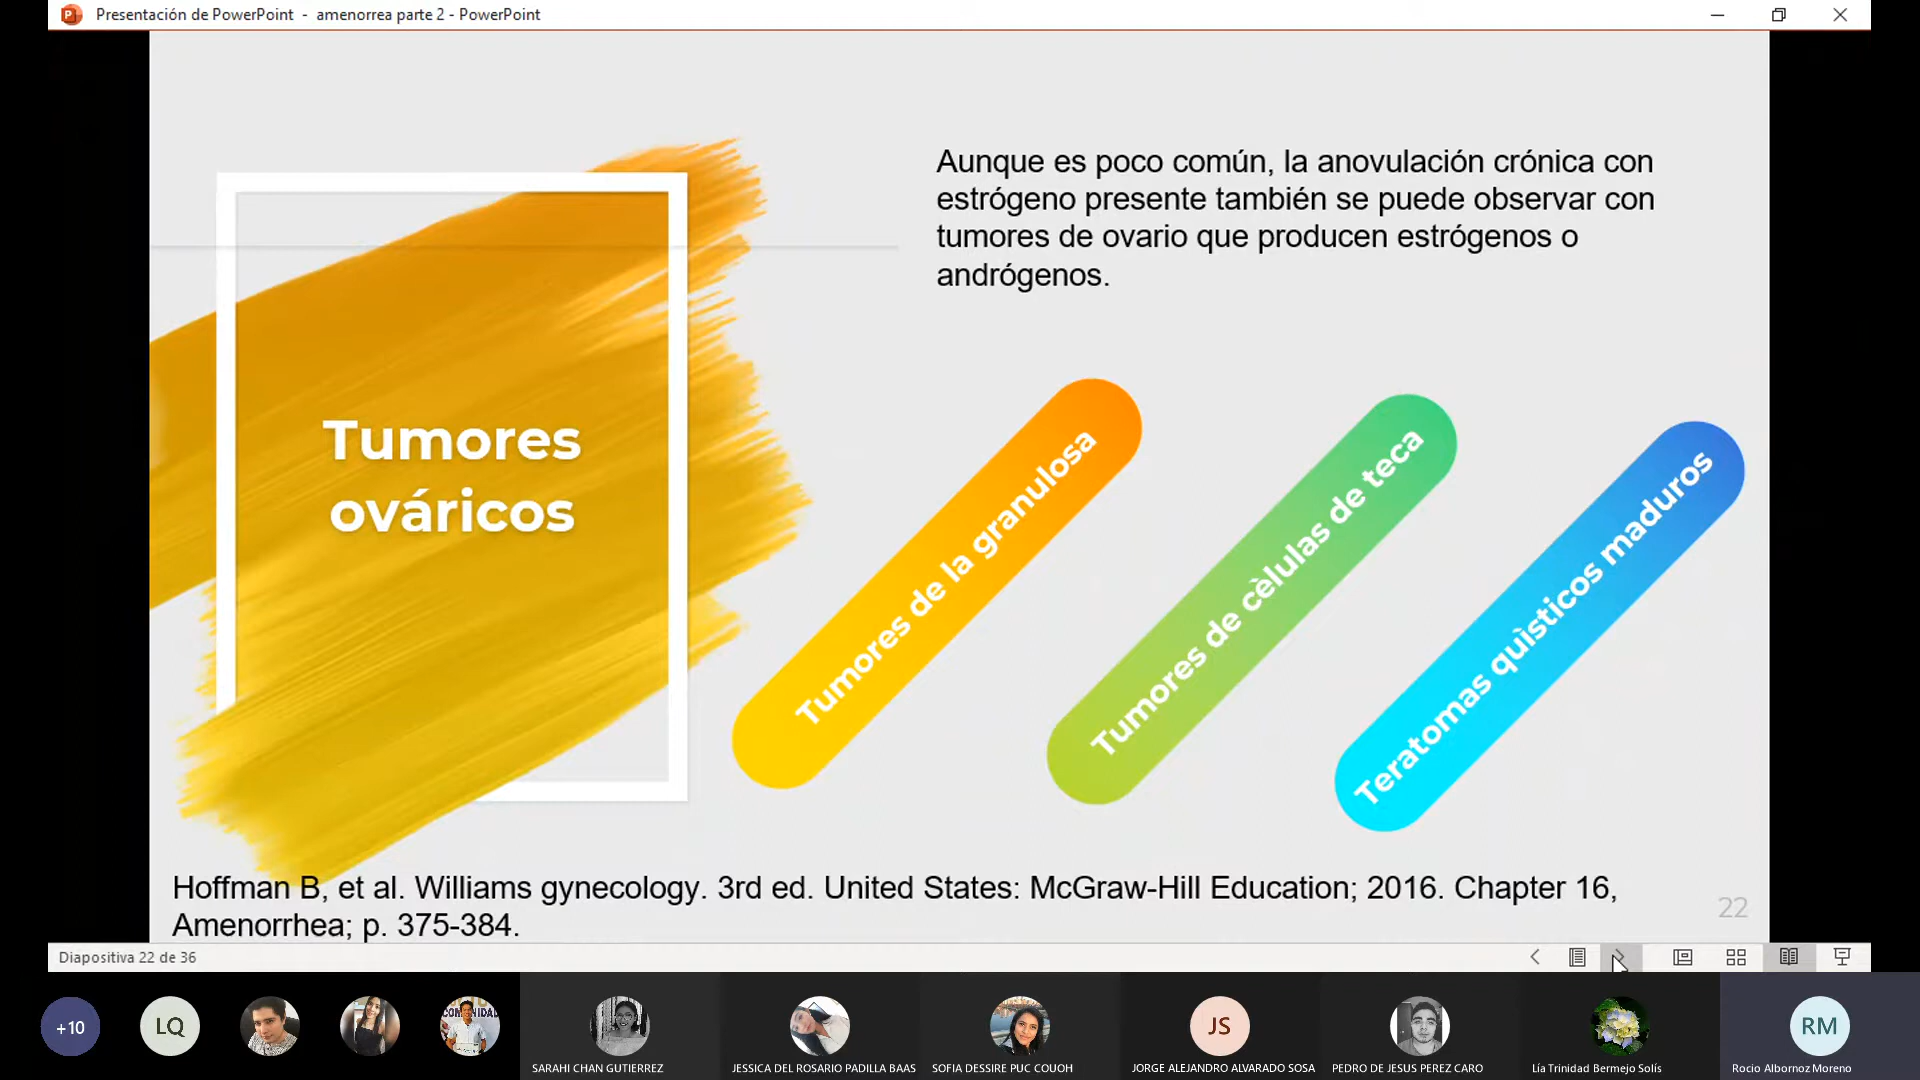 Presentación de PowerPoint - amenorrea parte 2 - PowerPoint
Aunque es poco común, la anovulación crónica con
estrógeno presente también se puede observar con
tumores de ovario que producen estrógenos o
andrógenos.
Tumores
ováricos
Tumores de la granulosa
Tumores de cèlulas de teca
Teratomas quìsticos maduros
Hoffman B, et al. Williams gynecology. 3rd ed. United States: McGraw-Hill Education; 2016. Chapter 16,
Amenorrhea; p. 375-384.
22
Diapositiva 22 de 36
+10
LQ
COMUNIDAD
JS
RM
SARAHI CHAN GUTIERREZ
JESSICA DEL ROSARIO PADILLA BAAS
SOFIA DESSIRE PUC COUOH
JORGE ALEJANDRO ALVARADO SOSA
PEDRO DE JESUS PEREZ CARO
Lía Trinidad Bermejo Solís
Rocio Albornoz Moreno